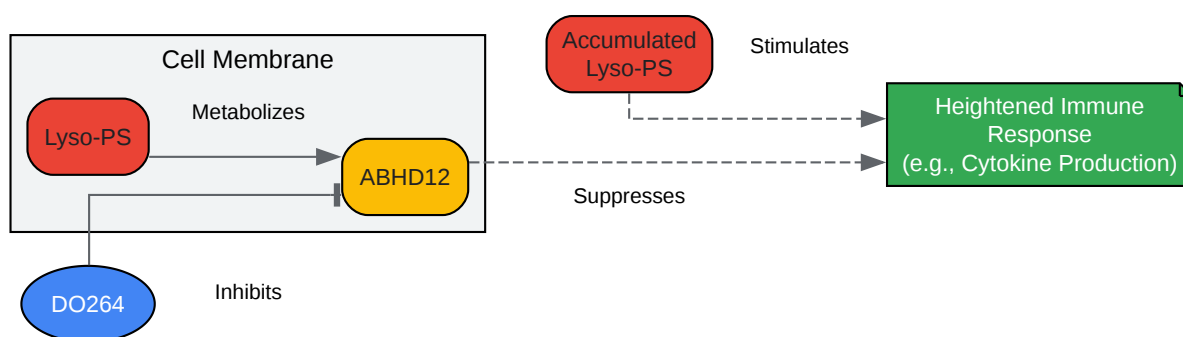 Cell Membrane
Lyso-PS
Metabolizes
ABHD12
DO264
Inhibits
Accumulated
Lyso-PS
Stimulates
Suppresses
Heightened Immune
Response
(e.g., Cytokine Production)